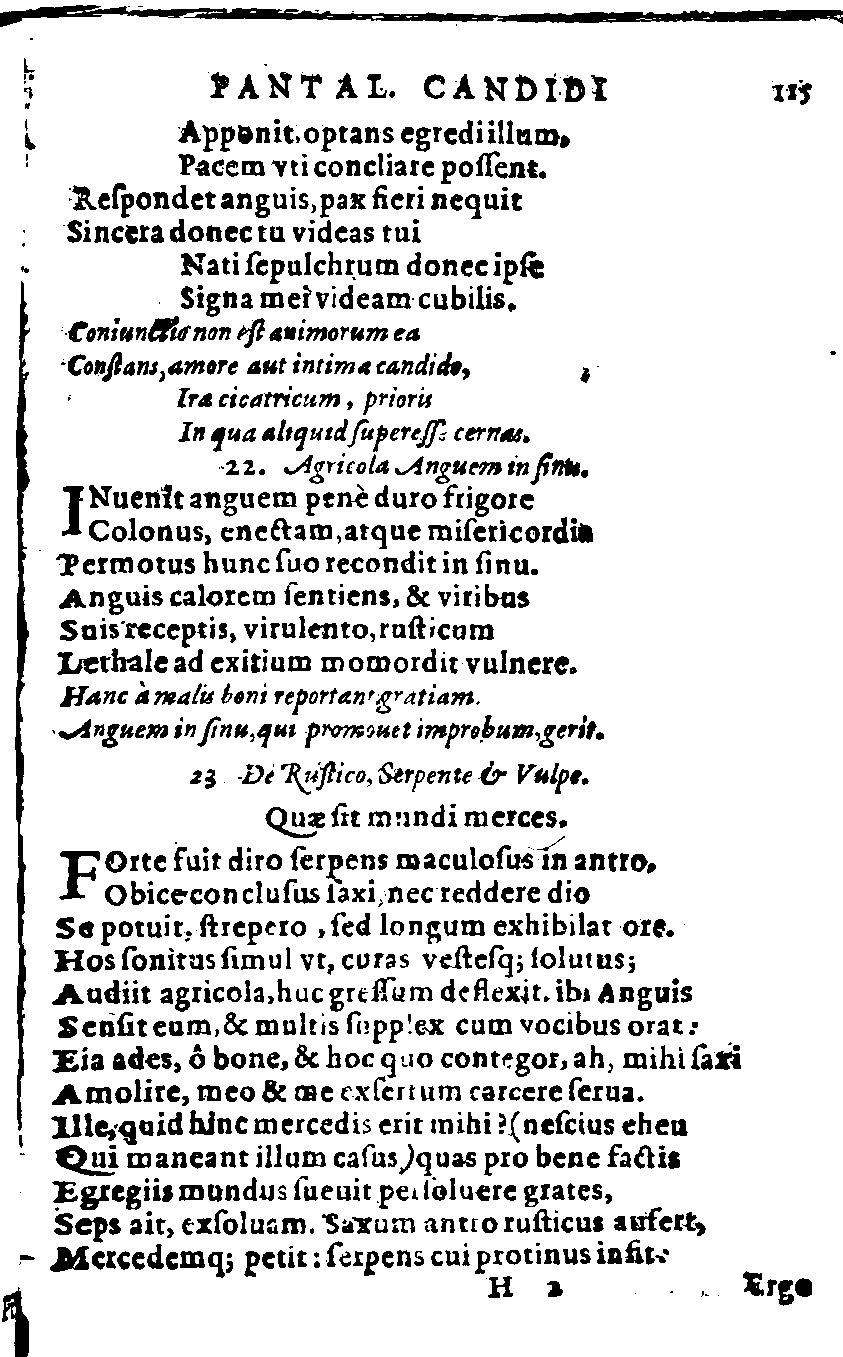 PANTAL. CANDIDI 115
Apponit, optans egredi illum,
Pacem vti concliare poſſent.
Reſpondet anguis, pax fieri nequit
Sincera donec tu videas tui
Nati ſepulchrum donec ipſe
Signa mei videam cubilis.
Coniunctio non eſt animorum ea
Conſtans, amore aut intima candido,
Ira cicatricum, prioris
In qua aliquid ſupereſſe cernas.
22. Agricola Anguem in ſinu.
INuenit anguem penè duro frigore
Colonus, enectam, atque miſericordia
Permotus hunc ſuo recondit in ſinu.
Anguis calorem ſentiens, & viribus
Suis receptis, virulento, ruſticum
Lethale ad exitium momordit vulnere.
Hanc à malis boni reportant gratiam.
Anguem in ſinu, qui promouet improbum, gerit.
23 De Ruſtico, Serpente & Vulpe.
Quæ ſit mundi merces.
FOrte fuit diro ſerpens maculoſus in antro,
Obice concluſus ſaxi, nec reddere dio
Se potuit, ſtrepero, ſed longum exhibilat ore.
Hos ſonitus ſimul vt, curas veſteſq; ſolutus;
Audiit agricola, huc greſſum deflexit. ibi Anguis
Senſit eum, & multis ſupplex cum vocibus orat:
Eia ades, ô bone, & hoc quo contegor, ah, mihi ſaxi
Amolire, meo & me exſertum carcere ſerua.
Ille, quid hinc mercedis erit mihi? (neſcius eheu
Qui maneant illum caſus) quas pro bene factis
Egregiis mundus ſueuit perſoluere grates,
Seps ait, exſoluam. Saxum antro ruſticus aufert,
Mercedemq; petit: ſerpens cui protinus infit:
H 2 Ergo